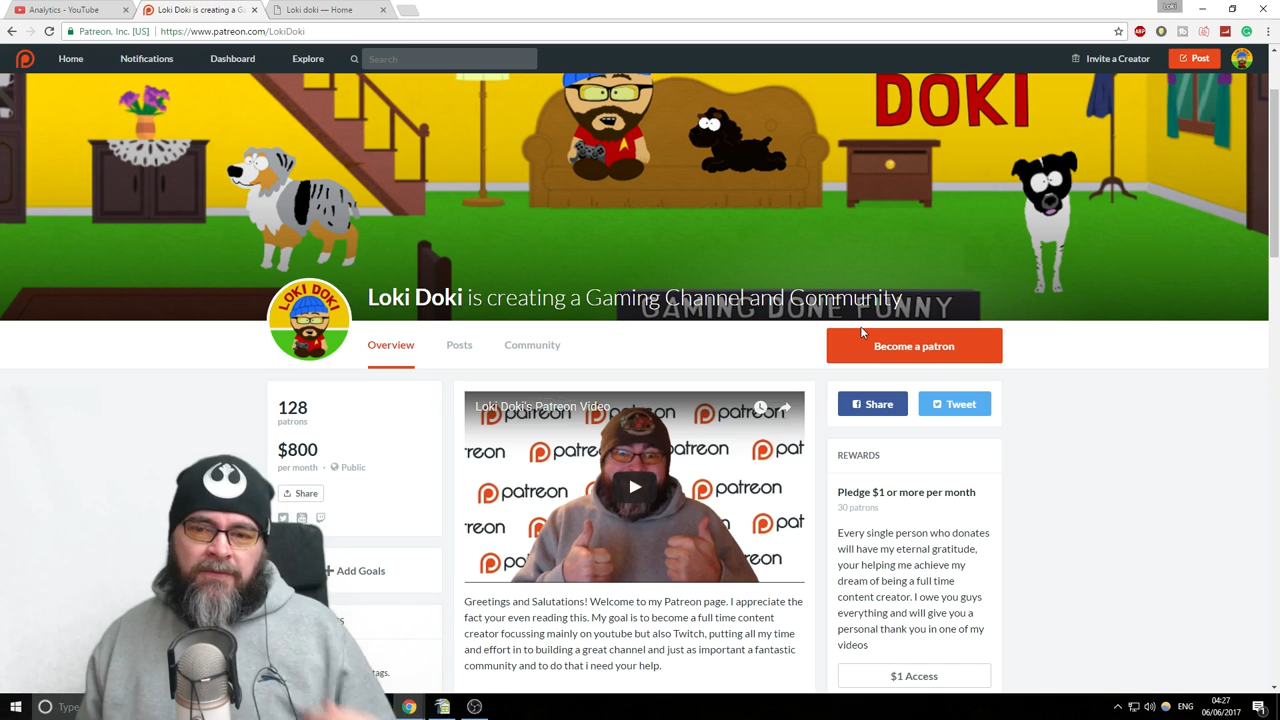 Analytics - YouTube
Loki Doki is creating a Ga
Loki doki — Home
Loki
Patreon, Inc. [US]
https://www.patreon.com/LokiDoki
Home
Notifications
Dashboard
Explore
Search
Invite a Creator
Post
DOKI
LOKI DOKI
Loki Doki is creating a Gaming Channel and Community
GAMING DONE FUNNY
Overview
Posts
Community
Become a patron
128
patrons
$800
per month · Public
Share
Add Goals
tags.
Loki Doki's Patreon Video
patreon
Greetings and Salutations! Welcome to my Patreon page. I appreciate the
fact your even reading this. My goal is to become a full time content
creator focussing mainly on youtube but also Twitch, putting all my time
and effort in to building a great channel and just as important a fantastic
community and to do that i need your help.
Share
Tweet
REWARDS
Pledge $1 or more per month
30 patrons
Every single person who donates
will have my eternal gratitude,
your helping me achieve my
dream of being a full time
content creator. I owe you guys
everything and will give you a
personal thank you in one of my
videos
$1 Access
Type
ENG
04:27
06/06/2017